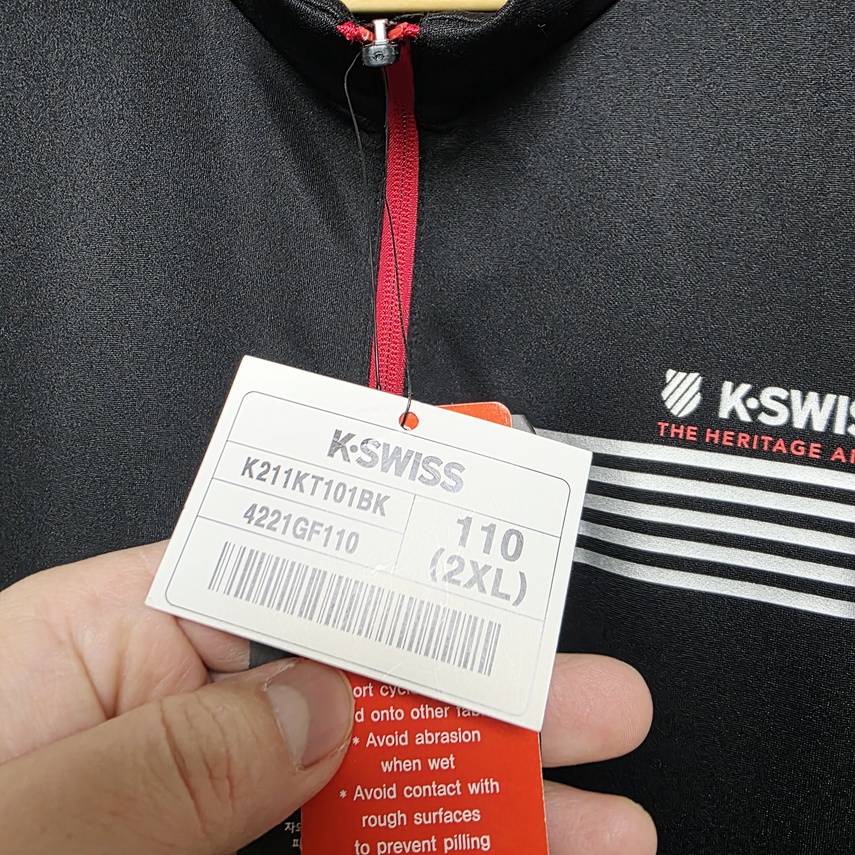 K·SWISS
THE HERITAGE
K·SWISS
K211KT101BK
4221GF110
110
(2XL)
ort cyc
d onto other
* Avoid abrasion
when wet
* Avoid contact with
rough surfaces
to prevent pilling